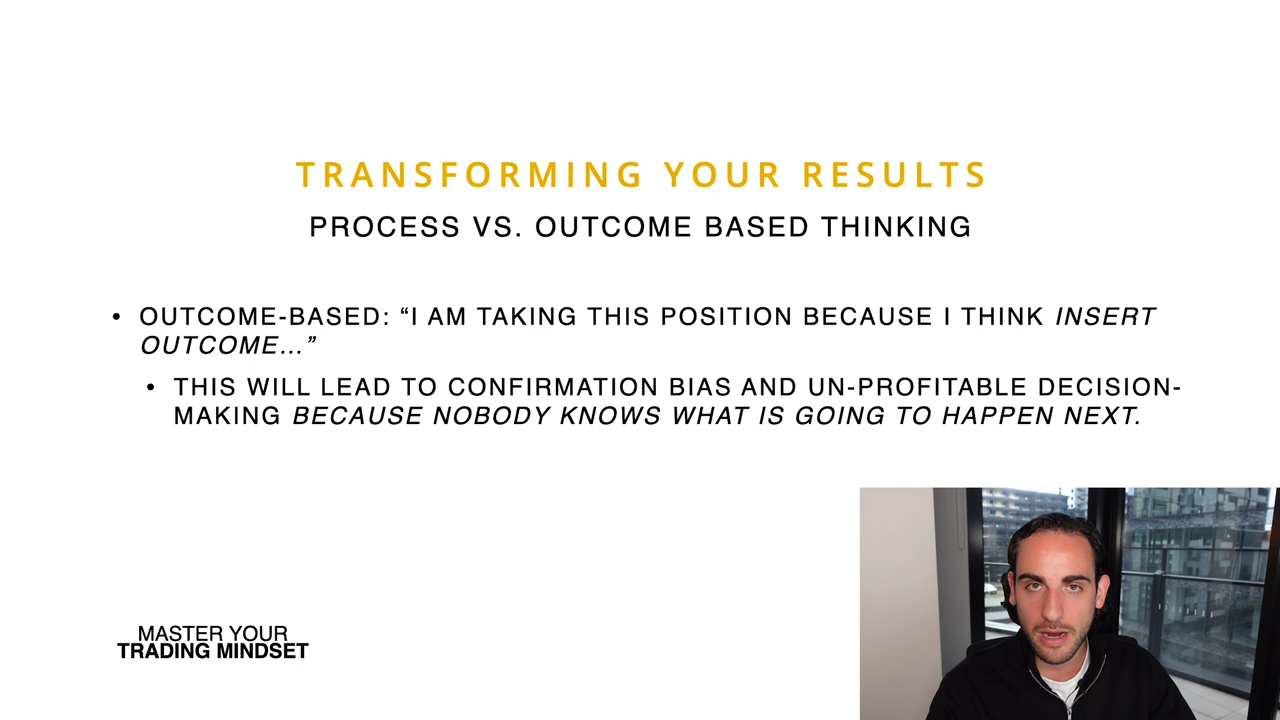 TRANSFORMING YOUR RESULTS
PROCESS VS. OUTCOME BASED THINKING
• OUTCOME-BASED: “I AM TAKING THIS POSITION BECAUSE I THINK INSERT
OUTCOME...”
• THIS WILL LEAD TO CONFIRMATION BIAS AND UN-PROFITABLE DECISION-
MAKING BECAUSE NOBODY KNOWS WHAT IS GOING TO HAPPEN NEXT.
MASTER YOUR
TRADING MINDSET